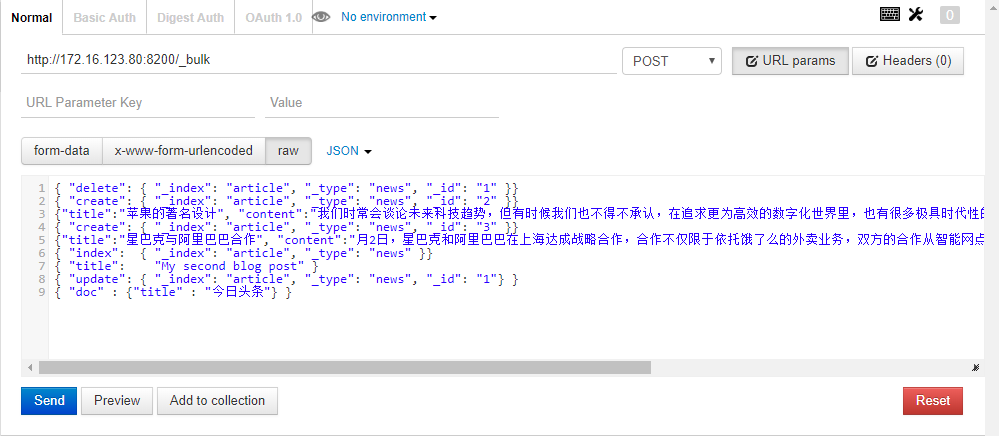 Normal Basic Auth Digest Auth OAuth 1.0 No environment 0
http://172.16.123.80:8200/_bulk POST URL params Headers (0)
URL Parameter Key Value
form-data x-www-form-urlencoded raw JSON
1 { "delete": { "_index": "article", "_type": "news", "_id": "1" }}
2 { "create": { "_index": "article", "_type": "news", "_id": "2" }}
3 {"title":"苹果的著名设计", "content":"我们时常会谈论未来科技趋势，但有时候我们也不得不承认，在追求更为高效的数字化世界里，也有很多极具时代性的
4 { "create": { "_index": "article", "_type": "news", "_id": "3" }}
5 {"title":"星巴克与阿里巴巴合作", "content":"月2日，星巴克和阿里巴巴在上海达成战略合作，合作不仅限于依托饿了么的外卖业务，双方的合作从智能网点
6 { "index":  { "_index": "article", "_type": "news" }}
7 { "title":    "My second blog post" }
8 { "update": { "_index": "article", "_type": "news", "_id": "1"} }
9 { "doc" : {"title" : "今日头条"} }
Send Preview Add to collection Reset